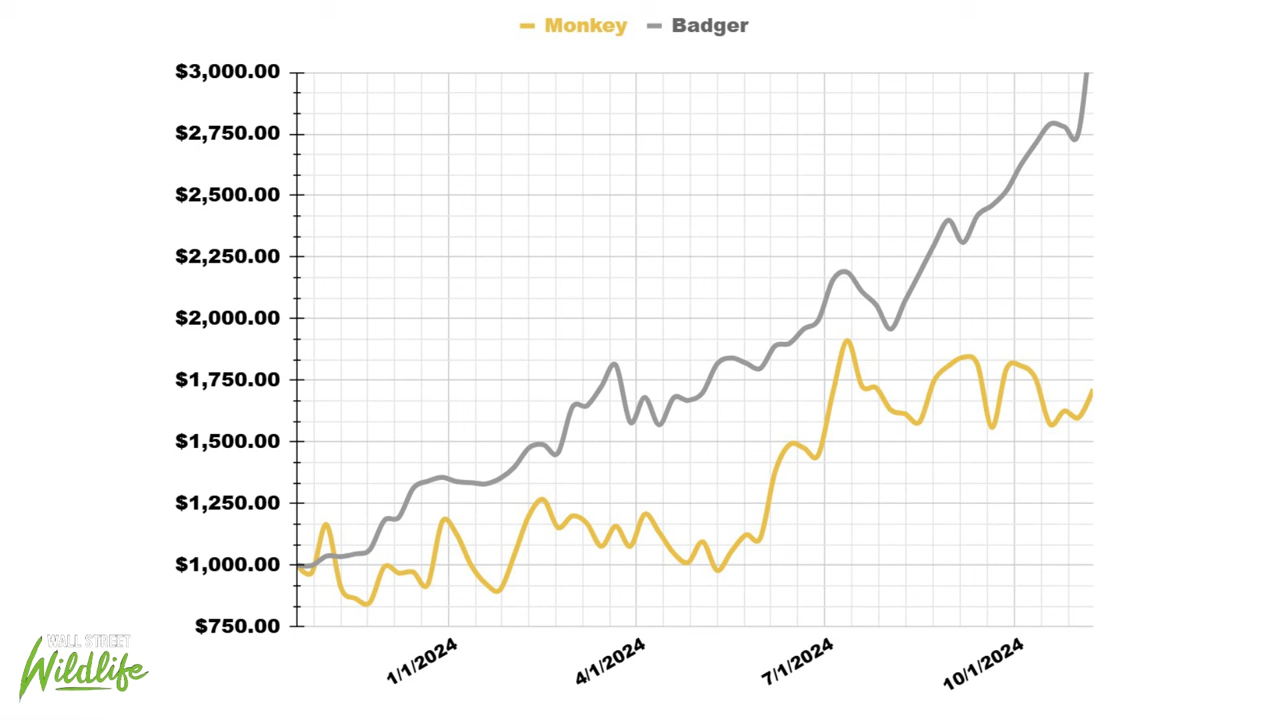 Monkey Badger
$3,000.00
$2,750.00
$2,500.00
$2,250.00
$2,000.00
$1,750.00
$1,500.00
$1,250.00
$1,000.00
$750.00
1/1/2024 4/1/2024 7/1/2024 10/1/2024
WALL STREET
Wildlife